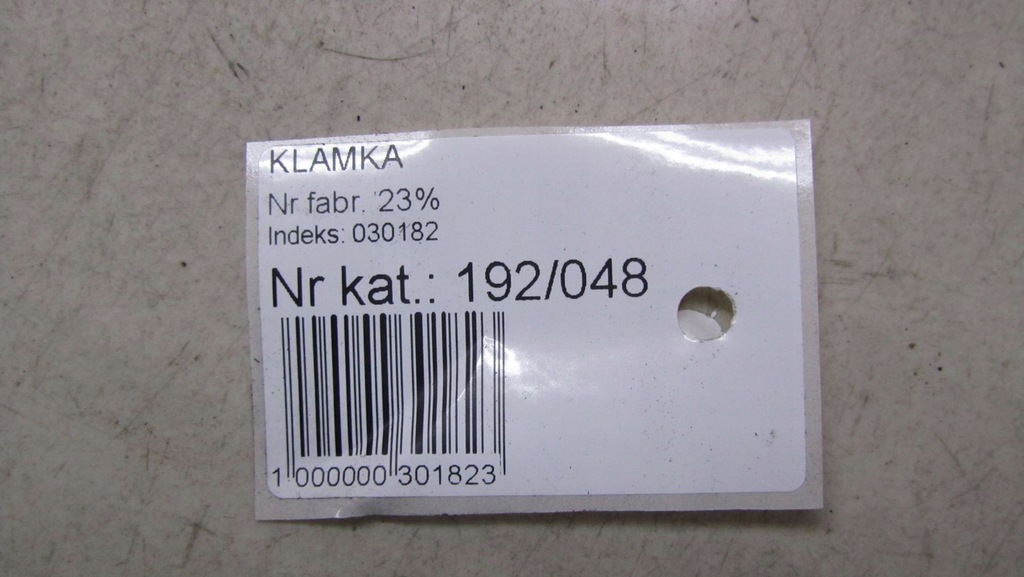 KLAMKA
Nr fabr. '23%
Indeks: 030182
Nr kat.: 192/048
1 000000 301823